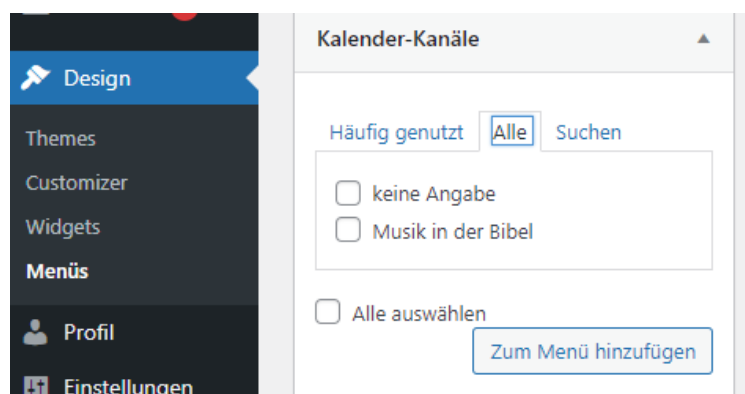 Design
Themes
Customizer
Widgets
Menüs
Profil
Einstellungen
Kalender-Kanäle
Häufig genutzt Alle Suchen
keine Angabe
Musik in der Bibel
Alle auswählen
Zum Menü hinzufügen